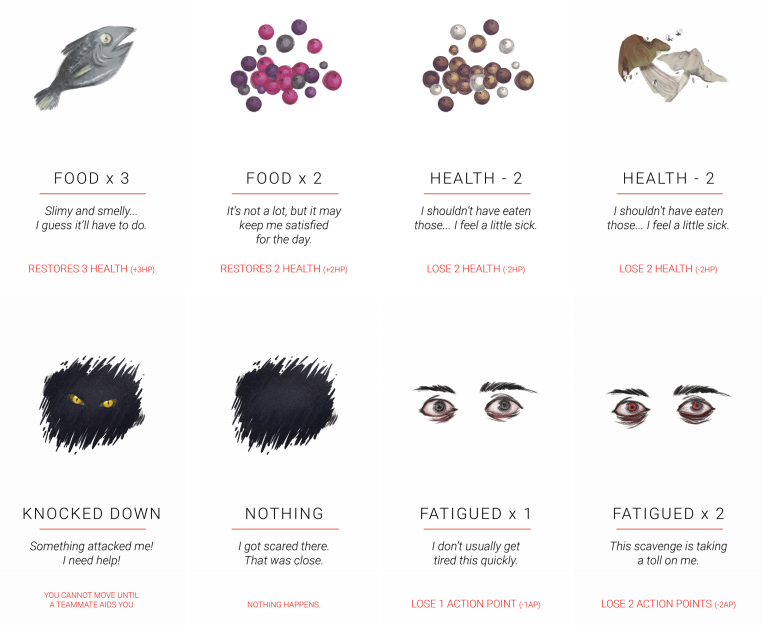 FOOD x 3
Slimy and smelly...
I guess it'll have to do.
RESTORES 3 HEALTH (+3HP)
FOOD x 2
It's not a lot, but it may
keep me satisfied
for the day.
RESTORES 2 HEALTH (+2HP)
HEALTH - 2
I shouldn't have eaten
those... I feel a little sick.
LOSE 2 HEALTH (-2HP)
HEALTH - 2
I shouldn't have eaten
those... I feel a little sick.
LOSE 2 HEALTH (-2HP)
KNOCKED DOWN
Something attacked me!
I need help!
YOU CANNOT MOVE UNTIL
A TEAMMATE AIDS YOU.
NOTHING
I got scared there.
That was close.
NOTHING HAPPENS.
FATIGUED x 1
I don't usually get
tired this quickly.
LOSE 1 ACTION POINT (-1AP)
FATIGUED x 2
This scavenge is taking
a toll on me.
LOSE 2 ACTION POINTS (-2AP)